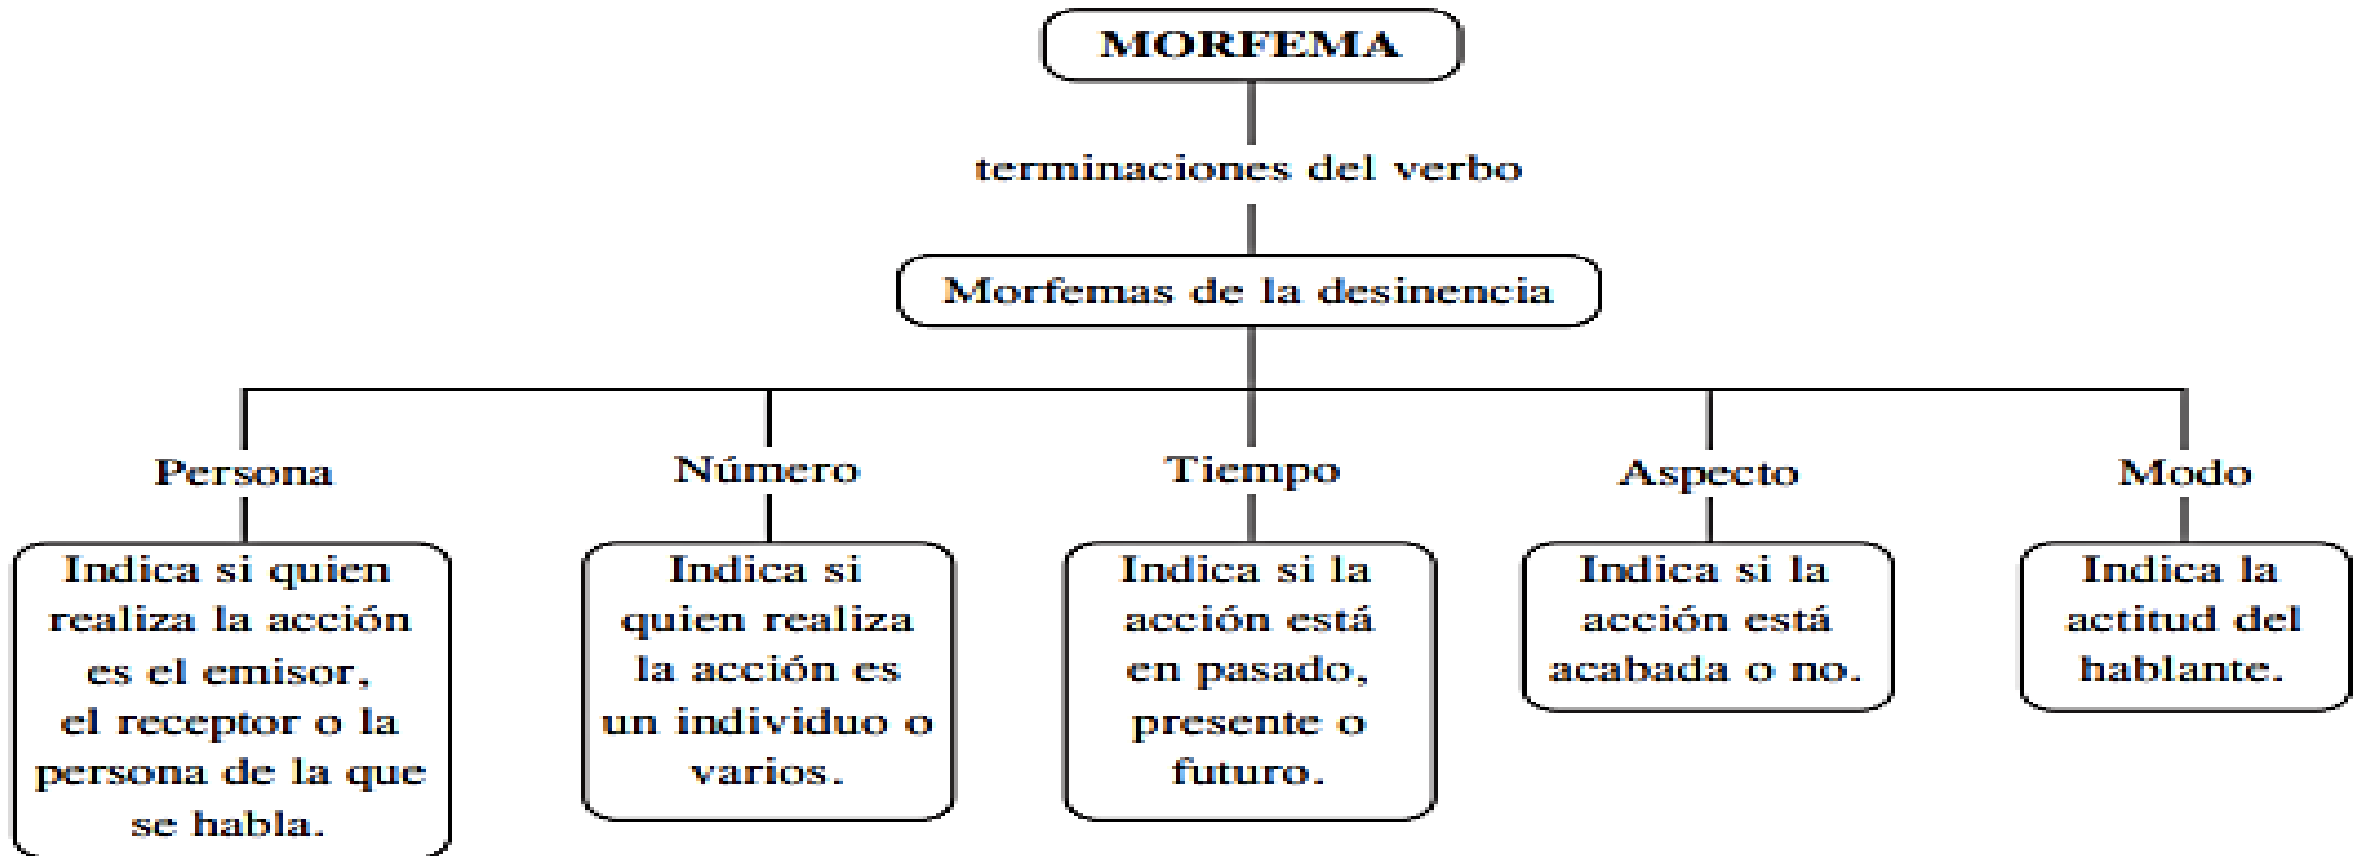 MORFEMA
terminaciones del verbo
Morfemas de la desinencia
Persona
Indica si quien
realiza la acción
es el emisor,
el receptor o la
persona de la que
se habla.
Número
Indica si
quien realiza
la acción es
un individuo o
varios.
Tiempo
Indica si la
acción está
en pasado,
presente o
futuro.
Aspecto
Indica si la
acción está
acabada o no.
Modo
Indica la
actitud del
hablante.